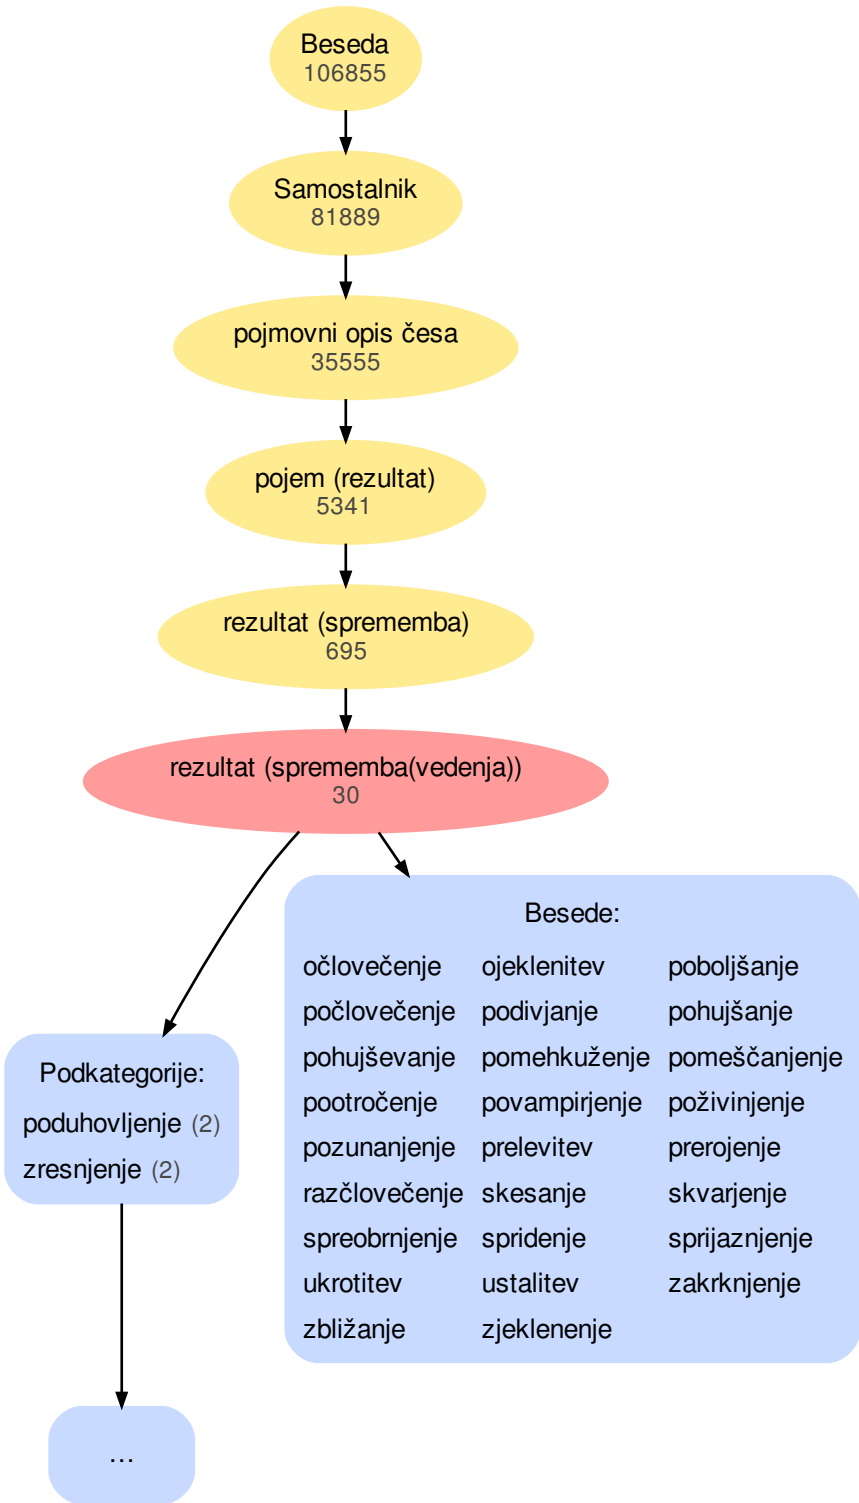 Beseda
106855
Samostalnik
81889
pojmovni opis česa
35555
pojem (rezultat)
5341
rezultat (sprememba)
695
rezultat (sprememba(vedenja))
30
Besede:
očlovečenje ojeklenitev poboljšanje
počlovečenje podivjanje pohujšanje
pohujševanje pomehkuženje pomeščanjenje
pootročenje povampirjenje poživinjenje
pozunanjenje prelevitev prerojenje
razčlovečenje skesanje skvarjenje
spreobrnjenje spridenje sprijaznjenje
ukrotitev ustalitev zakrknjenje
zbližanje zjeklenenje
Podkategorije:
poduhovljenje (2)
zresnjenje (2)
...